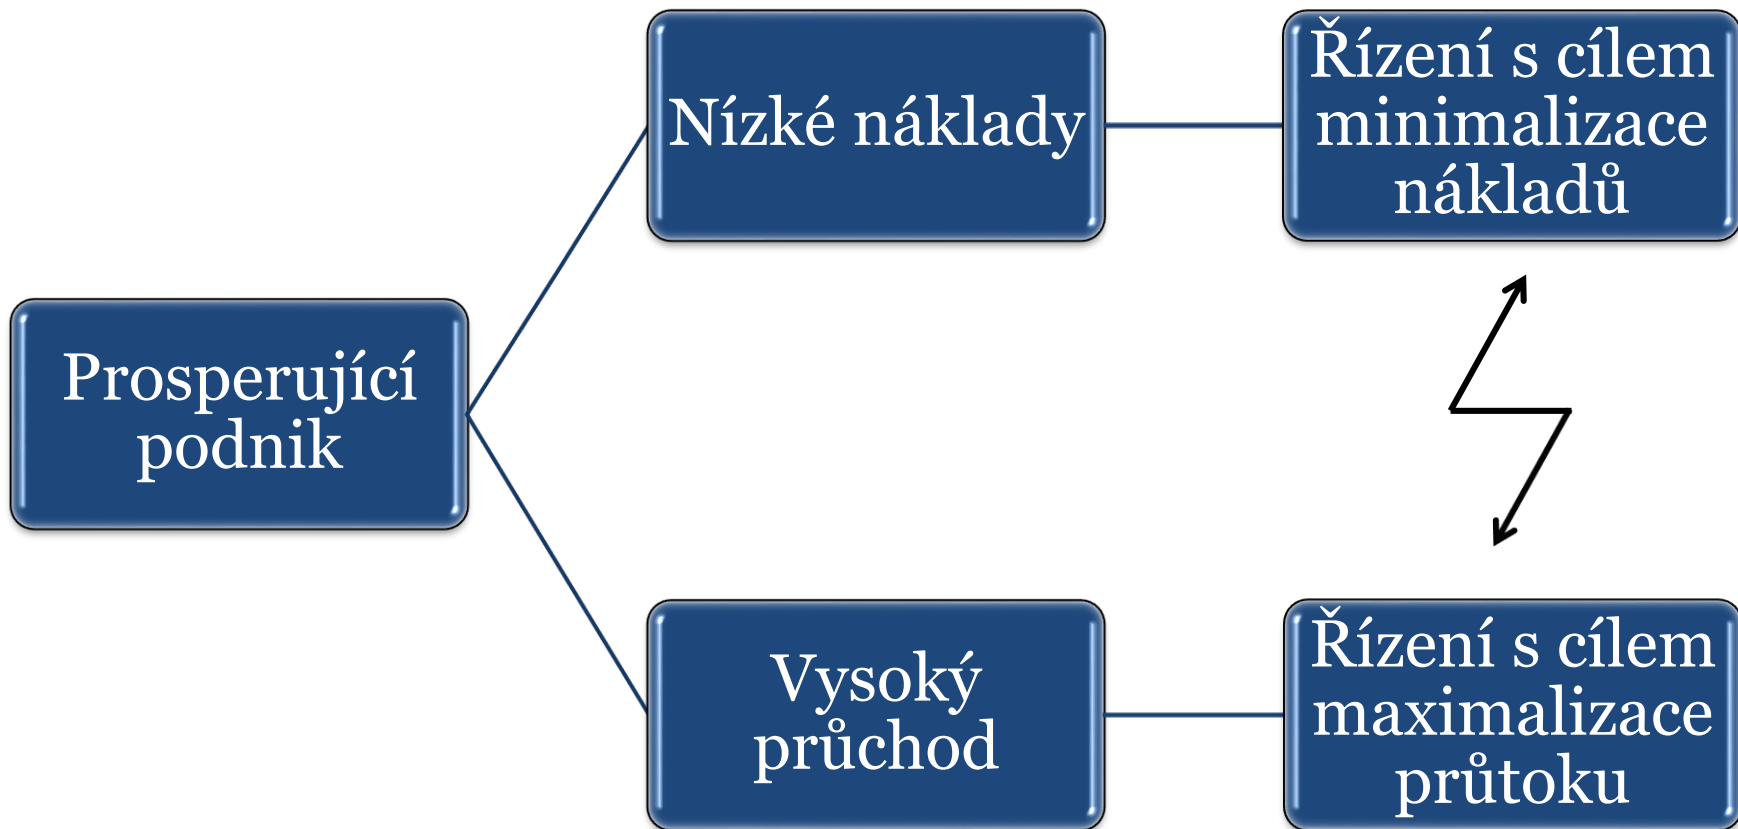 Prosperující
podnik
Nízké náklady
Řízení s cílem
minimalizace
nákladů
Vysoký
průchod
Řízení s cílem
maximalizace
průtoku